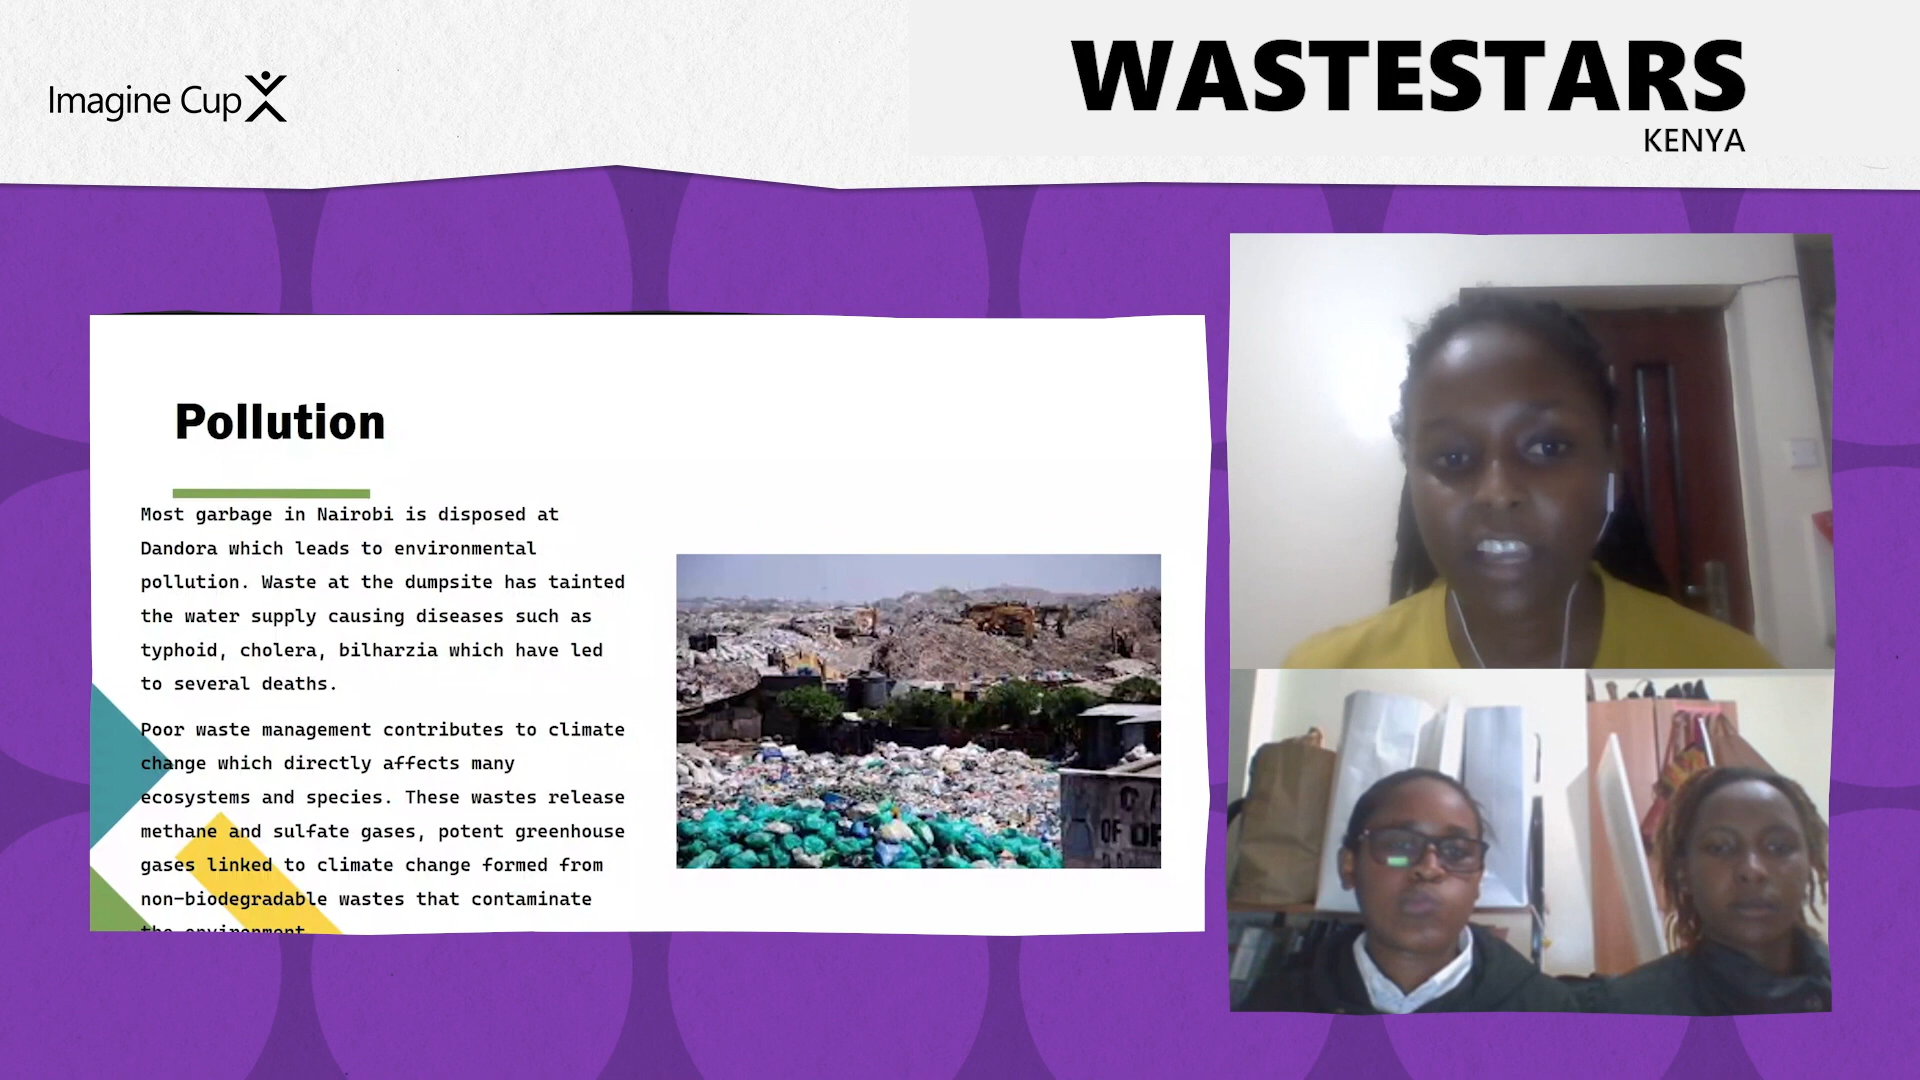 Imagine Cup
WASTESTARS
KENYA
Pollution
Most garbage in Nairobi is disposed at
Dandora which leads to environmental
pollution. Waste at the dumpsite has tainted
the water supply causing diseases such as
typhoid, cholera, bilharzia which have led
to several deaths.
Poor waste management contributes to climate
change which directly affects many
ecosystems and species. These wastes release
methane and sulfate gases, potent greenhouse
gases linked to climate change formed from
non-biodegradable wastes that contaminate
the environment
OF